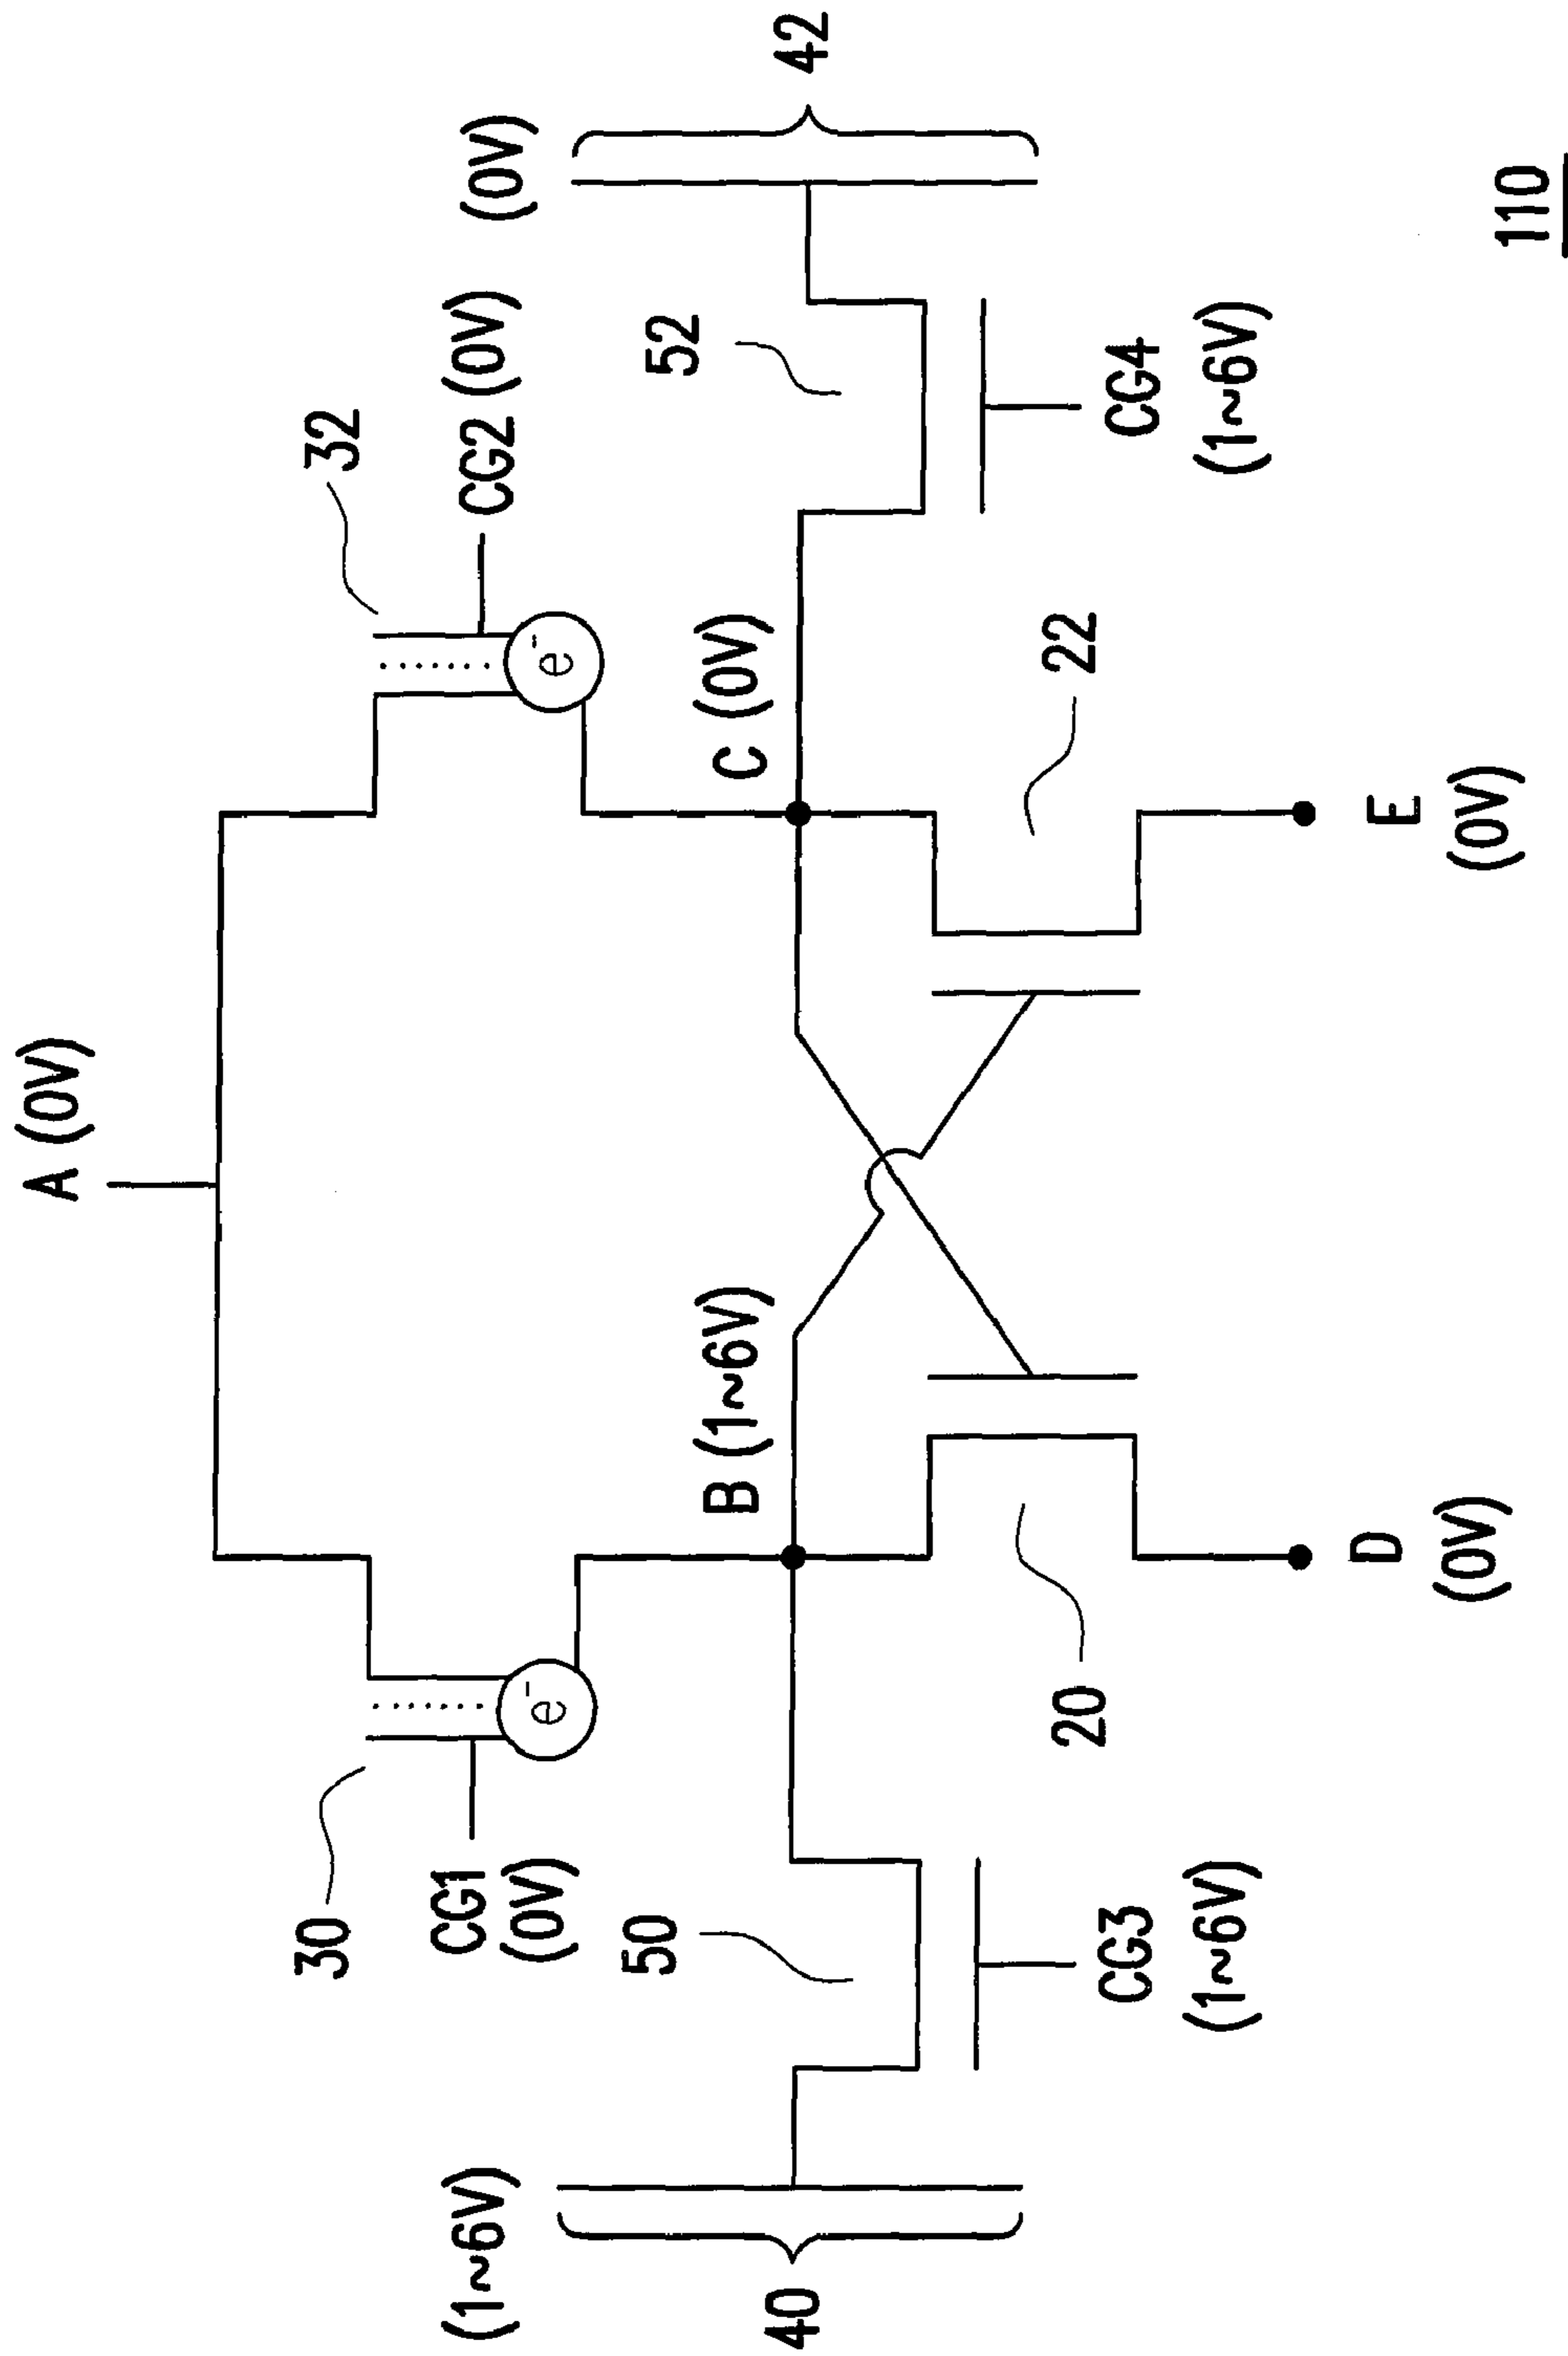 A (0V)
30
32
CG1
(0V)
CG2 (0V)
(1~6V)
(0V)
50
52
B (1~6V)
C (0V)
40
42
e⁻
e⁻
20
22
CG3
(1~6V)
CG4
(1~6V)
D
(0V)
E
(0V)
110